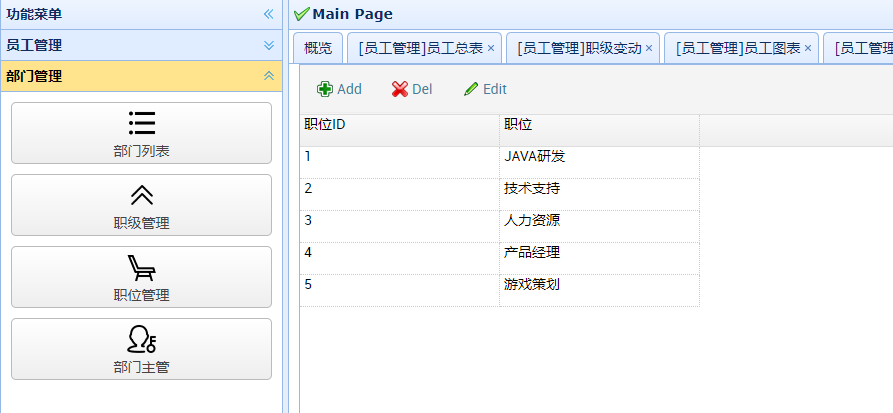 功能菜单
员工管理
部门管理
部门列表
职级管理
职位管理
部门主管
Main Page
概览 [员工管理]员工总表 × [员工管理]职级变动 × [员工管理]员工图表 × [员工管
Add Del Edit
职位ID 职位
1 JAVA研发
2 技术支持
3 人力资源
4 产品经理
5 游戏策划